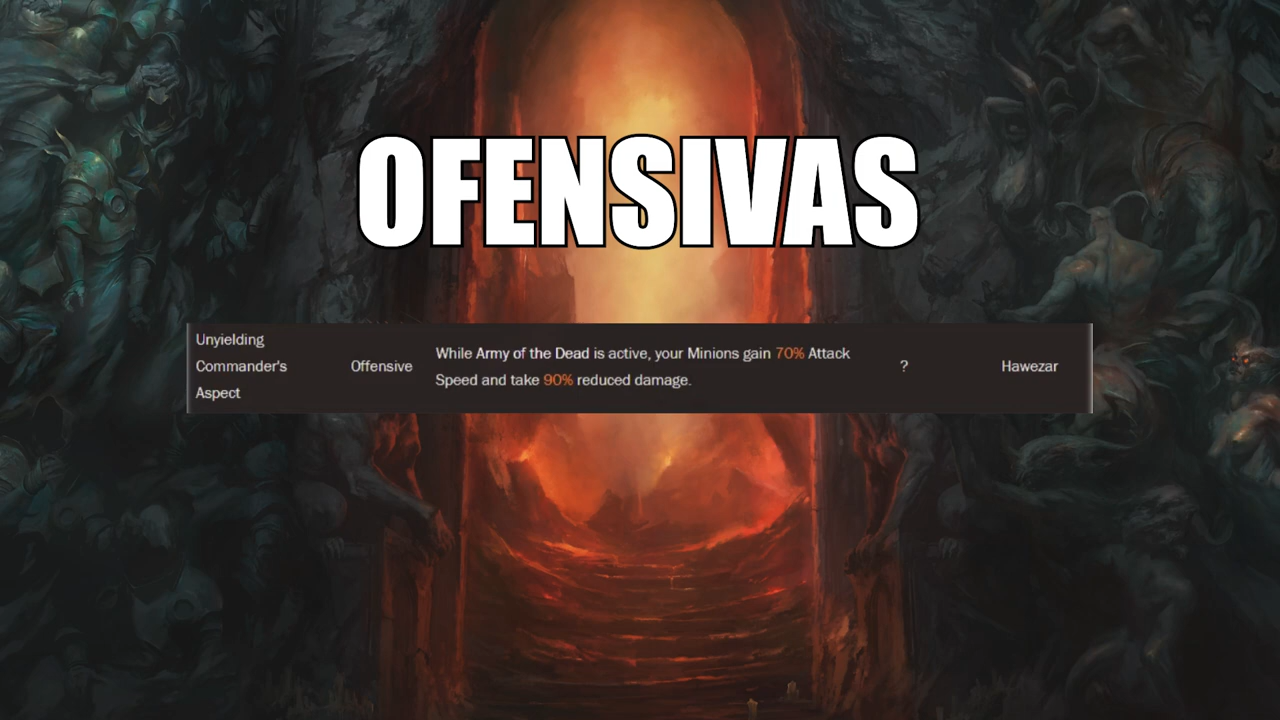 OFENSIVAS
Unyielding
Commander's
Aspect
Offensive
While Army of the Dead is active, your Minions gain 70% Attack
Speed and take 90% reduced damage.
?
Hawezar